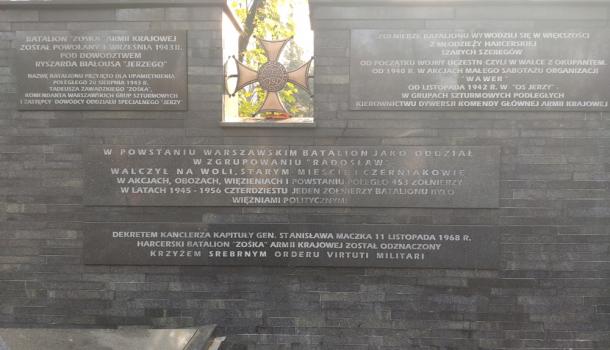 BATALION "ZOŚKA" ARMII KRAJOWEJ
ZOSTAŁ POWOŁANY 1 WRZEŚNIA 1943R.
POD DOWÓDZTWEM
RYSZARDA BIAŁOUSA "JERZEGO"
NAZWĘ BATALIONU PRZYJĘTO DLA UPAMIĘTNIENIA
POLEGŁEGO 20 SIERPNIA 1943 R.
TADEUSZA ZAWADZKIEGO "ZOŚKA",
KOMENDANTA WARSZAWSKICH GRUP SZTURMOWYCH
I ZASTĘPCY DOWÓDCY ODDZIAŁU SPECJALNEGO "JERZY
ŻOŁNIERZE BATALIONU WYWODZILI SIĘ W WIĘKSZOŚCI
Z MŁODZIEŻY HARCERSKIEJ
SZARYCH SZEREGÓW
OD POCZĄTKU WOJNY UCZESTNICZYLI W WALCE Z OKUPANTEM.
OD 1940 R. W AKCJACH MAŁEGO SABOTAŻU ORGANIZACJI
"WAWER"
OD LISTOPADA 1942 R. W "OS JERZY" -
W GRUPACH SZTURMOWYCH PODLEGŁYCH
KIEROWNICTWU DYWERSJI KOMENDY GŁÓWNEJ ARMII KRAJOWEJ
W POWSTANIU WARSZAWSKIM BATALION JAKO ODDZIAŁ
W ZGRUPOWANIU "RADOSŁAW"
WALCZYŁ NA WOLI, STARYM MIEŚCIE I CZERNIAKOWIE
W AKCJACH, OBOZACH, WIĘZIENIACH I POWSTANIU POLEGŁO 453 ŻOŁNIERZY
W LATACH 1945 - 1956 CZTERDZIESTU JEDEN ŻOŁNIERZY BATALIONU BYŁO
WIĘŹNIAMI POLITYCZNYMI
DEKRETEM KANCLERZA KAPITUŁY GEN. STANISŁAWA MACZKA 11 LISTOPADA 1968 R.
HARCERSKI BATALION "ZOŚKA" ARMII KRAJOWEJ ZOSTAŁ ODZNACZONY
KRZYŻEM SREBRNYM ORDERU VIRTUTI MILITARI